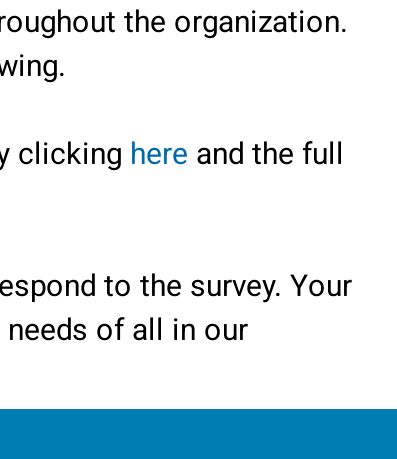 roughout the organization.
wing.
y clicking here and the full
espond to the survey. Your
needs of all in our